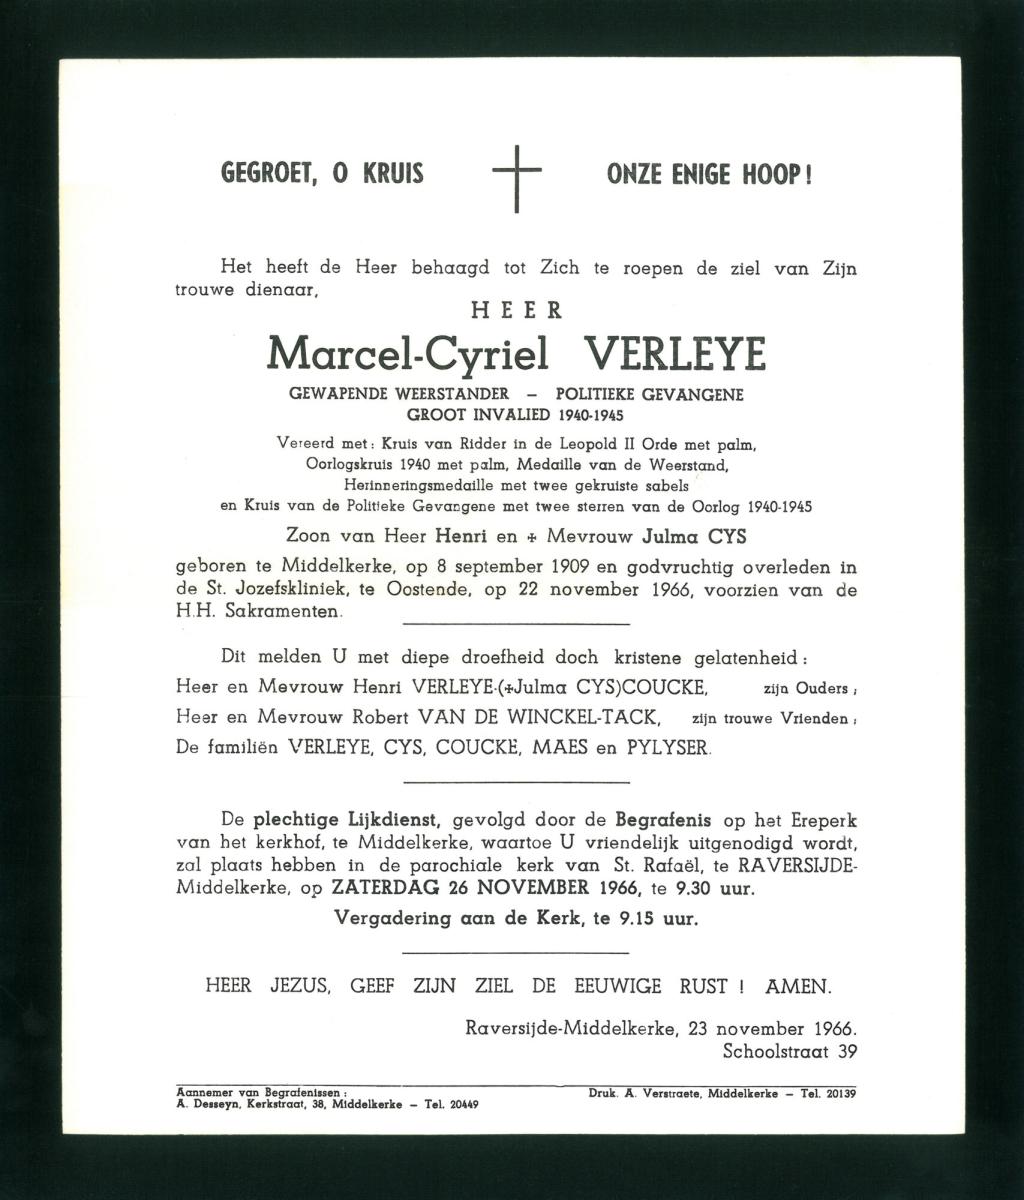 GEGROET, O KRUIS ONZE ENIGE HOOP!
Het heeft de Heer behaagd tot Zich te roepen de ziel van Zijn
trouwe dienaar,
HEER
Marcel-Cyriel VERLEYE
GEWAPENDE WEERSTANDER – POLITIEKE GEVANGENE
GROOT INVALIED 1940-1945
Vereerd met: Kruis van Ridder in de Leopold II Orde met palm,
Oorlogskruis 1940 met palm, Medaille van de Weerstand,
Herinneringsmedaille met twee gekruiste sabels
en Kruis van de Politieke Gevangene met twee sterren van de Oorlog 1940-1945
Zoon van Heer Henri en ✠ Mevrouw Julma CYS
geboren te Middelkerke, op 8 september 1909 en godvruchtig overleden in
de St. Jozefskliniek, te Oostende, op 22 november 1966, voorzien van de
H.H. Sakramenten.
Dit melden U met diepe droefheid doch kristene gelatenheid:
Heer en Mevrouw Henri VERLEYE-(✠Julma CYS)COUCKE, zijn Ouders;
Heer en Mevrouw Robert VAN DE WINCKEL-TACK, zijn trouwe Vrienden;
De familiën VERLEYE, CYS, COUCKE, MAES en PYLYSER.
De plechtige Lijkdienst, gevolgd door de Begrafenis op het Ereperk
van het kerkhof, te Middelkerke, waartoe U vriendelijk uitgenodigd wordt,
zal plaats hebben in de parochiale kerk van St. Rafaël, te RAVERSIJDE-
Middelkerke, op ZATERDAG 26 NOVEMBER 1966, te 9.30 uur.
Vergadering aan de Kerk, te 9.15 uur.
HEER JEZUS, GEEF ZIJN ZIEL DE EEUWIGE RUST! AMEN.
Raversijde-Middelkerke, 23 november 1966.
Schoolstraat 39
Aannemer van Begrafenissen: Druk. A. Verstraete, Middelkerke – Tel. 20139
A. Desseyn, Kerkstraat, 38, Middelkerke – Tel. 20449